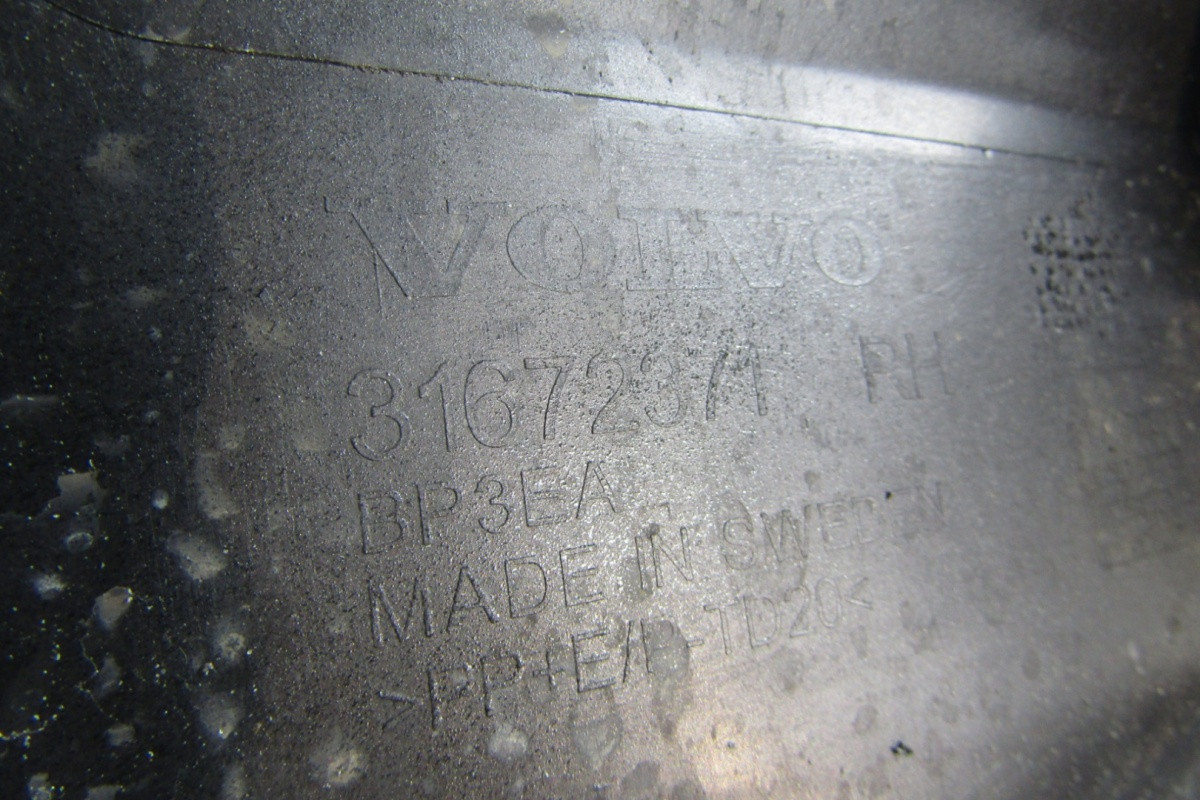 VOLVO
31672371 RH
BP3EA
MADE IN SWEDEN
>PP+E/P-TD20<